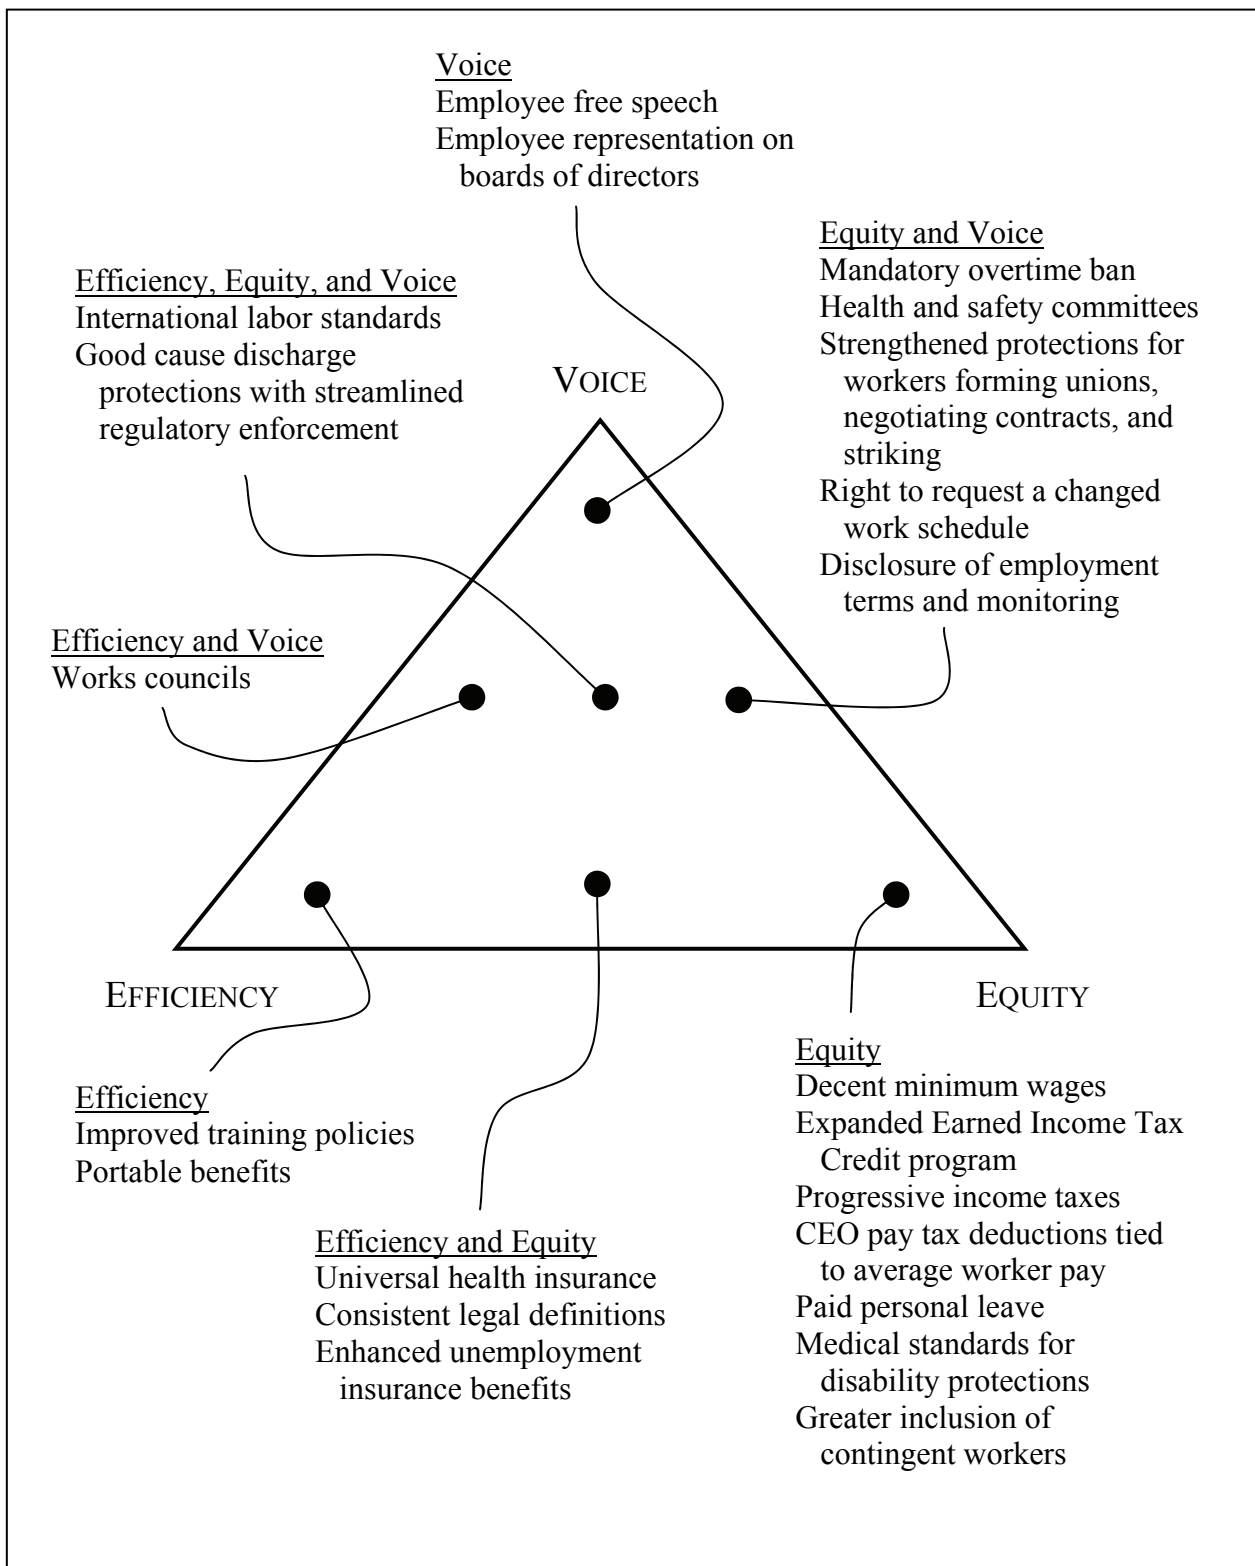 Voice
Employee free speech
Employee representation on
boards of directors
Equity and Voice
Mandatory overtime ban
Health and safety committees
Strengthened protections for
workers forming unions,
negotiating contracts, and
striking
Right to request a changed
work schedule
Disclosure of employment
terms and monitoring
Efficiency, Equity, and Voice
International labor standards
Good cause discharge
protections with streamlined
regulatory enforcement
VOICE
Efficiency and Voice
Works councils
EFFICIENCY
EQUITY
Efficiency
Improved training policies
Portable benefits
Efficiency and Equity
Universal health insurance
Consistent legal definitions
Enhanced unemployment
insurance benefits
Equity
Decent minimum wages
Expanded Earned Income Tax
Credit program
Progressive income taxes
CEO pay tax deductions tied
to average worker pay
Paid personal leave
Medical standards for
disability protections
Greater inclusion of
contingent workers